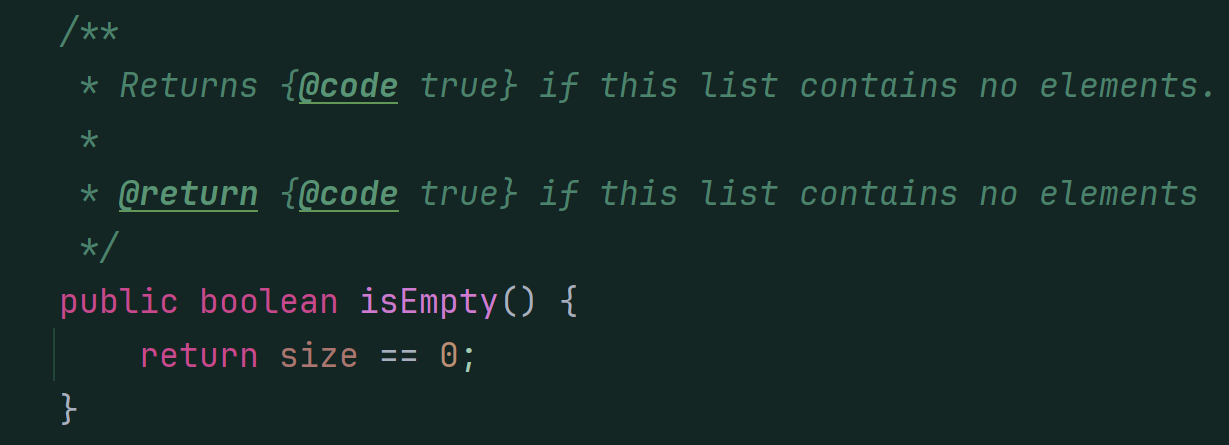 /**
 * Returns {@code true} if this list contains no elements.
 *
 * @return {@code true} if this list contains no elements
 */
public boolean isEmpty() {
    return size == 0;
}